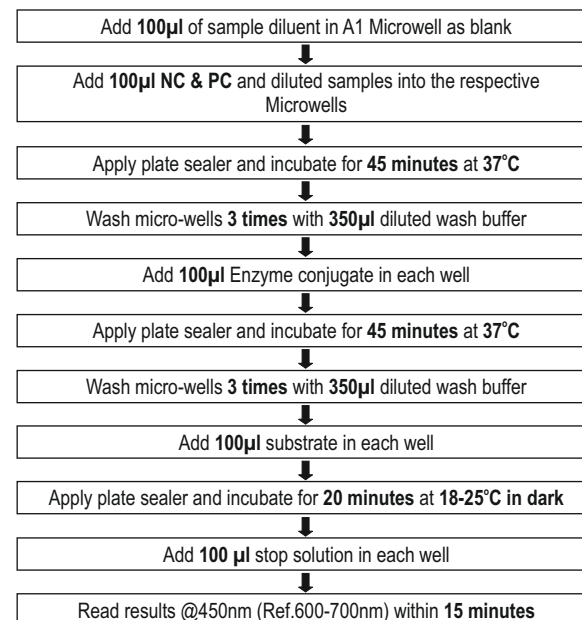 Add 100µl of sample diluent in A1 Microwell as blank
Add 100µl NC & PC and diluted samples into the respective
Microwells
Apply plate sealer and incubate for 45 minutes at 37°C
Wash micro-wells 3 times with 350µl diluted wash buffer
Add 100µl Enzyme conjugate in each well
Apply plate sealer and incubate for 45 minutes at 37°C
Wash micro-wells 3 times with 350µl diluted wash buffer
Add 100µl substrate in each well
Apply plate sealer and incubate for 20 minutes at 18-25°C in dark
Add 100 µl stop solution in each well
Read results @450nm (Ref.600-700nm) within 15 minutes